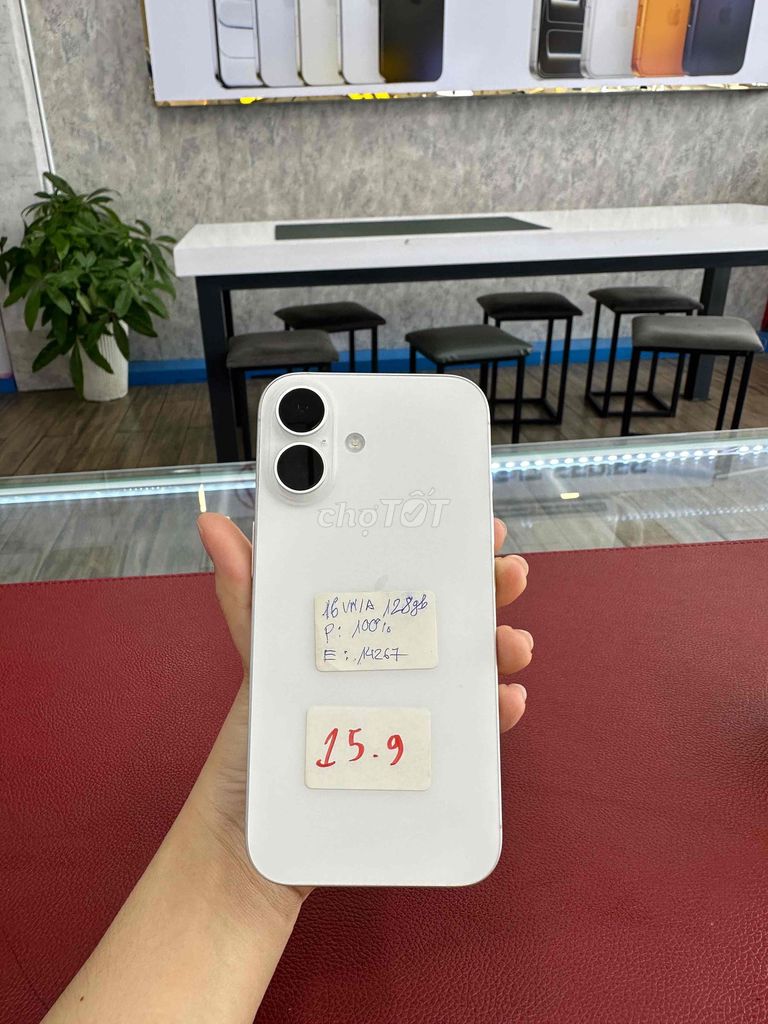 chợTỐT
16 VN/A 128gb
P: 100%
E: 14267
15.9